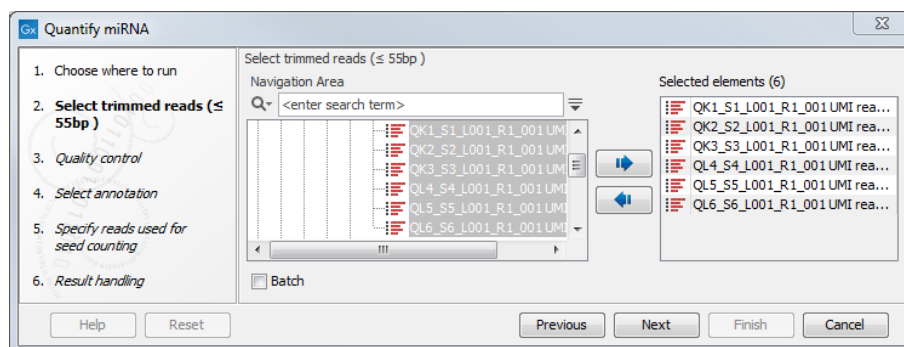 Gx Quantify miRNA
1. Choose where to run
2. Select trimmed reads (≤
55bp )
3. Quality control
4. Select annotation
5. Specify reads used for
seed counting
6. Result handling
Help
Reset
Select trimmed reads (≤ 55bp )
Navigation Area
<enter search term>
QK1_S1_L001_R1_001 UMI
QK2_S2_L001_R1_001 UMI
QK3_S3_L001_R1_001 UMI
QL4_S4_L001_R1_001 UMI
QL5_S5_L001_R1_001 UMI
QL6_S6_L001_R1_001 UMI
Batch
Selected elements (6)
QK1_S1_L001_R1_001 UMI rea...
QK2_S2_L001_R1_001 UMI rea...
QK3_S3_L001_R1_001 UMI rea...
QL4_S4_L001_R1_001 UMI rea...
QL5_S5_L001_R1_001 UMI rea...
QL6_S6_L001_R1_001 UMI rea...
Previous
Next
Finish
Cancel